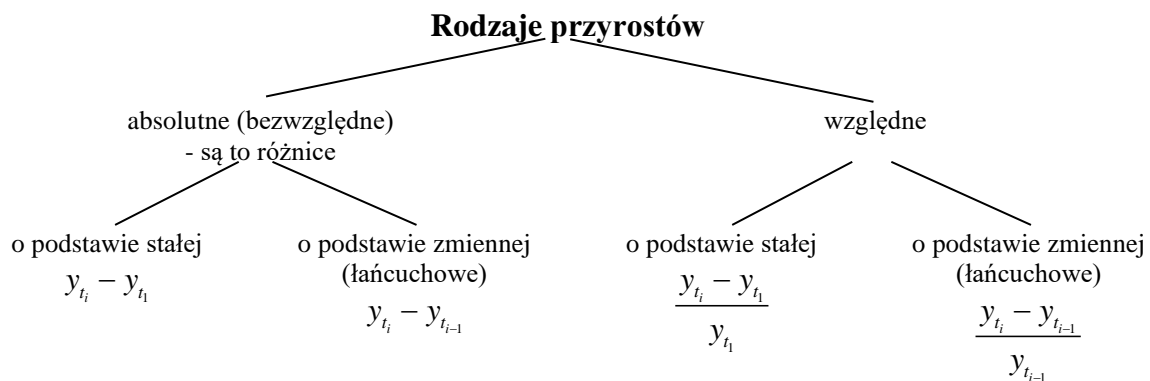 Rodzaje przyrostów
absolutne (bezwzględne)
- są to różnice
względne
o podstawie stałej
y_{t_i} − y_{t_1}
o podstawie zmiennej
(łańcuchowe)
y_{t_i} − y_{t_{i−1}}
o podstawie stałej
\frac{y_{t_i} − y_{t_1}}{y_{t_1}}
o podstawie zmiennej
(łańcuchowe)
\frac{y_{t_i} − y_{t_{i−1}}}{y_{t_{i−1}}}